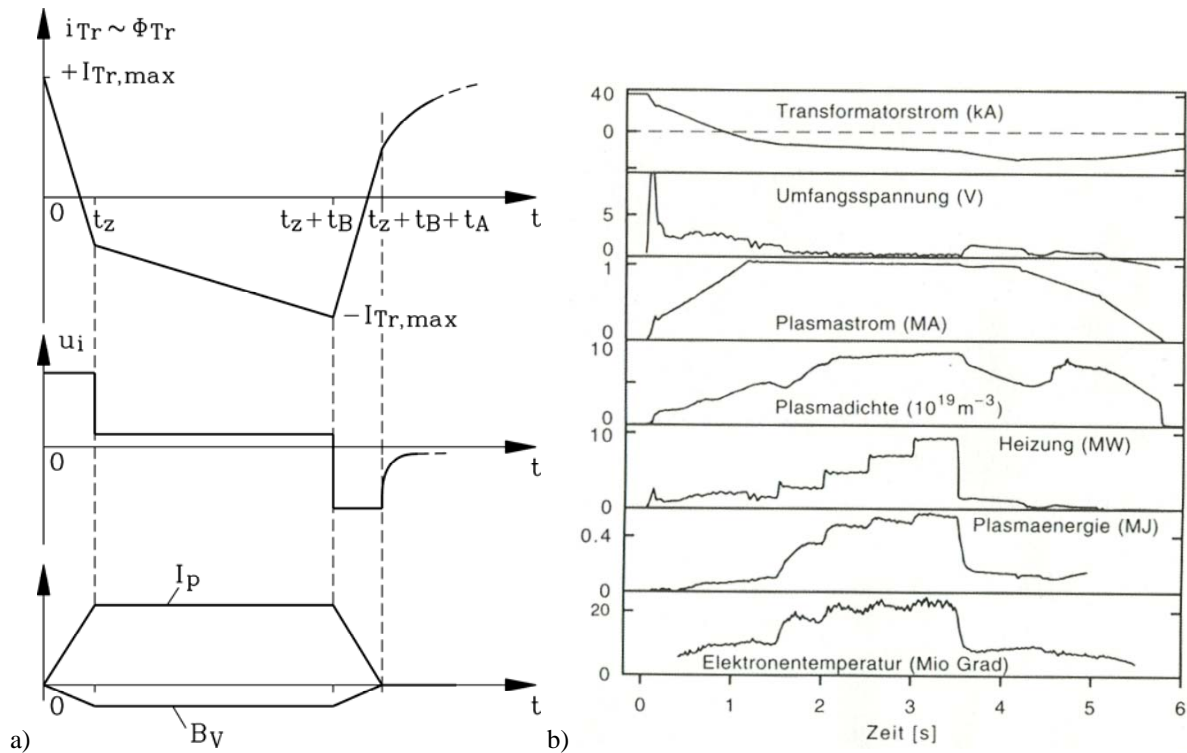 i_Tr ~ Φ_Tr
+I_Tr,max
0
t_z
t_z+t_B
t_z+t_B+t_A
t
-I_Tr,max
u_i
0
t
I_p
0
t
B_V
a)
40
Transformatorstrom (kA)
0
Umfangsspannung (V)
5
0
1
Plasmastrom (MA)
0
10
Plasmadichte (10^19 m^-3)
0
10
Heizung (MW)
0
Plasmaenergie (MJ)
0.4
0
20
Elektronentemperatur (Mio Grad)
0
0 1 2 3 4 5 6
Zeit [s]
b)